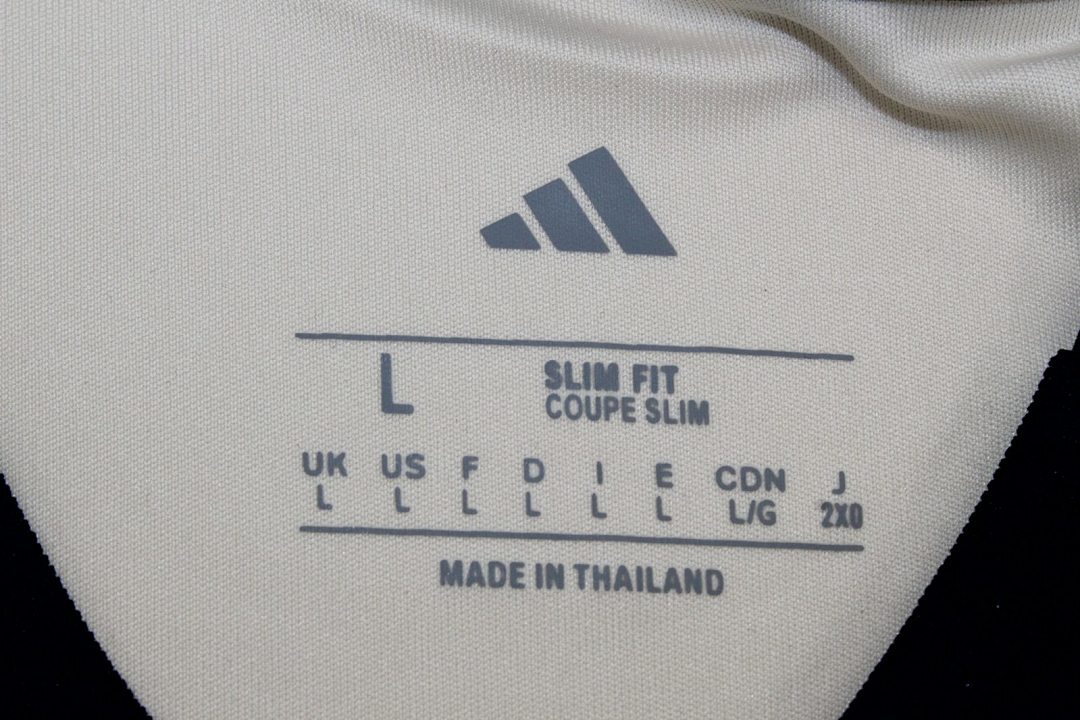 L
SLIM FIT
COUPE SLIM
UK US F D I E CDN J
L L L L L L L/G 2XO
MADE IN THAILAND